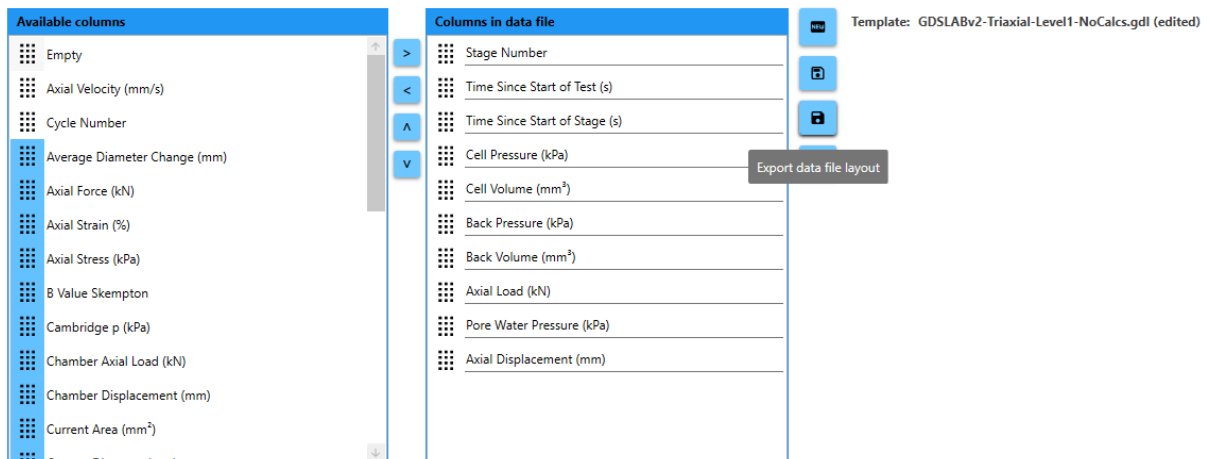 Available columns
Empty
Axial Velocity (mm/s)
Cycle Number
Average Diameter Change (mm)
Axial Force (kN)
Axial Strain (%)
Axial Stress (kPa)
B Value Skempton
Cambridge p (kPa)
Chamber Axial Load (kN)
Chamber Displacement (mm)
Current Area (mm²)
>
<
^
v
Columns in data file
Stage Number
Time Since Start of Test (s)
Time Since Start of Stage (s)
Cell Pressure (kPa)
Cell Volume (mm³)
Back Pressure (kPa)
Back Volume (mm³)
Axial Load (kN)
Pore Water Pressure (kPa)
Axial Displacement (mm)
NEW
Export data file layout
Template: GDSLABv2-Triaxial-Level1-NoCalcs.gdl (edited)